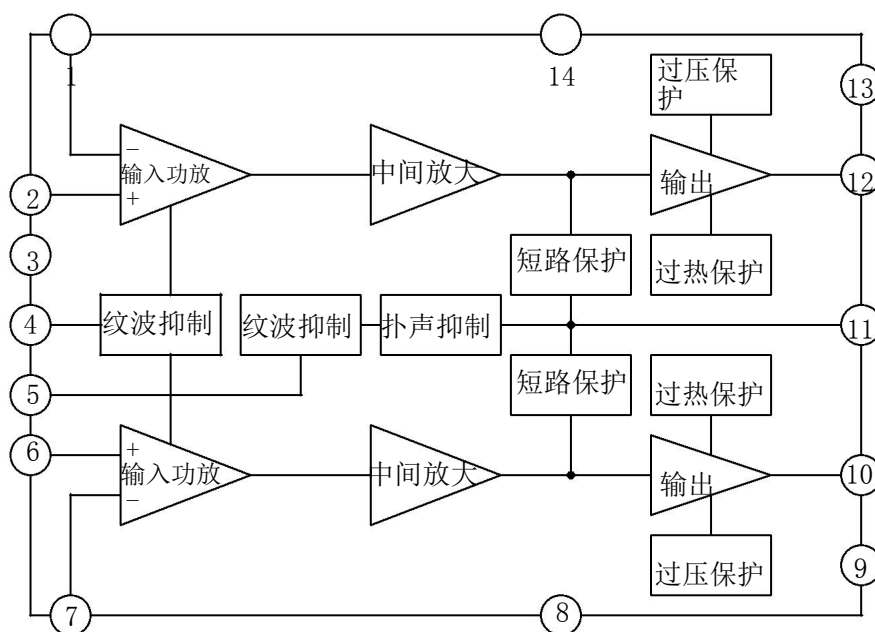 1
14
过压保
护
13
−
输入功放
+
中间放大
输出
2
12
3
短路保护
过热保护
4
纹波抑制
纹波抑制
扑声抑制
11
5
短路保护
过热保护
6
+
输入功放
−
中间放大
输出
10
过压保护
9
7
8